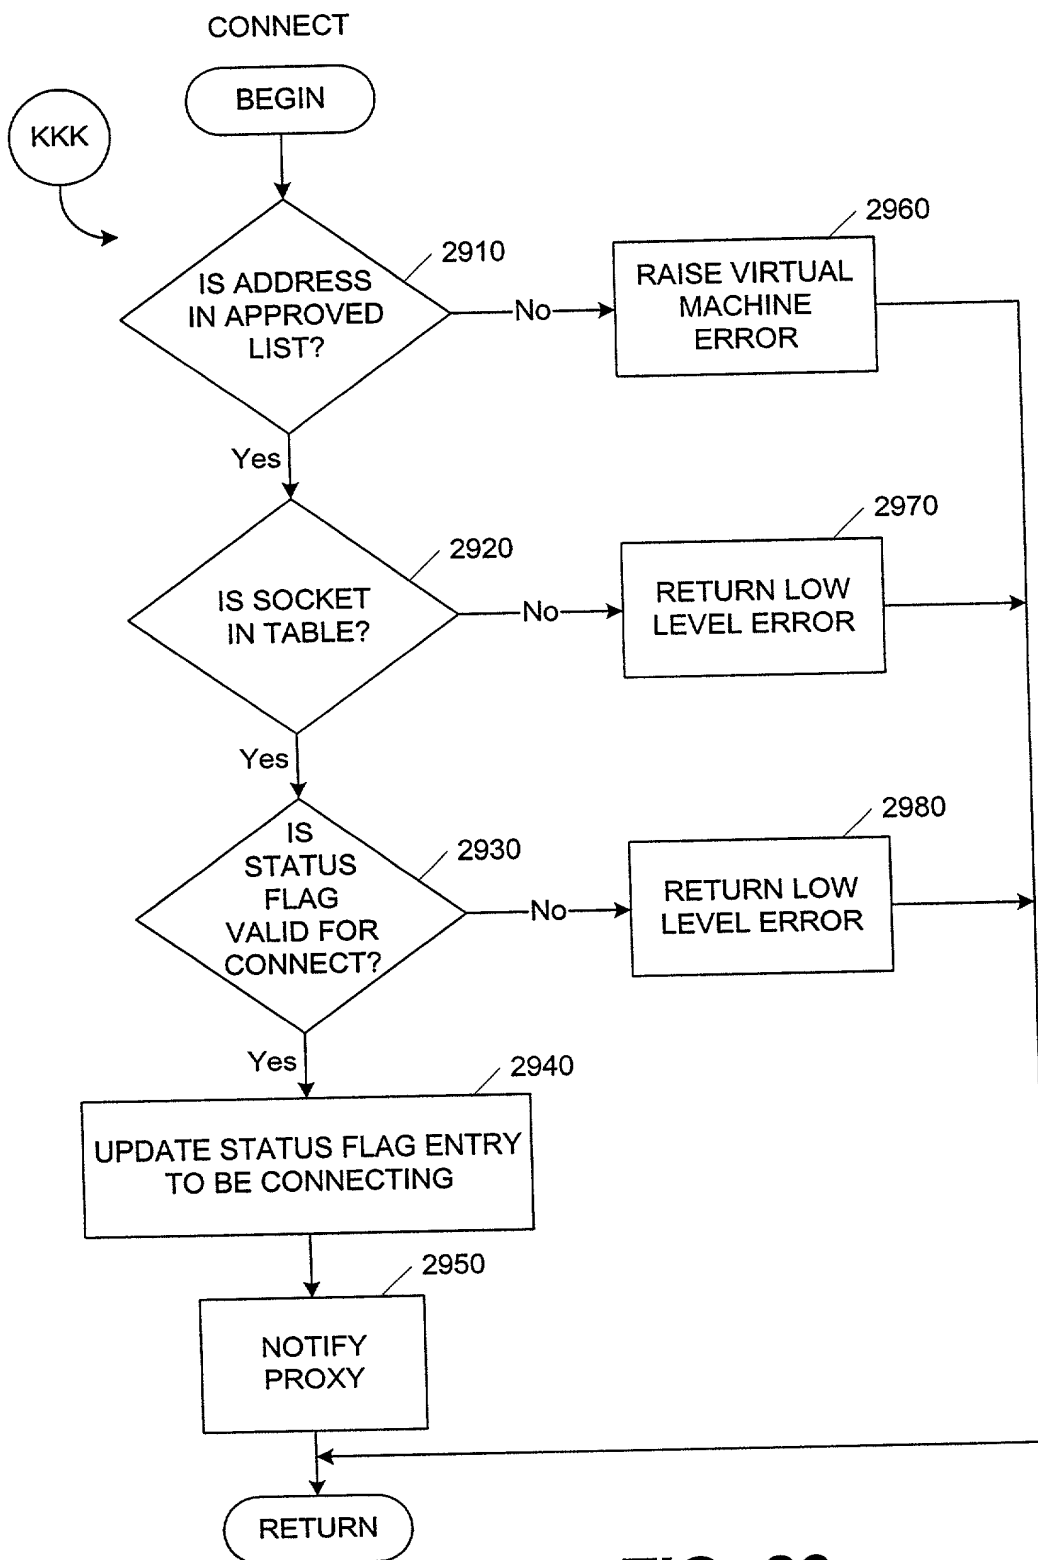 CONNECT
BEGIN
KKK
2910
IS ADDRESS
IN APPROVED
LIST?
No
2960
RAISE VIRTUAL
MACHINE
ERROR
Yes
2920
IS SOCKET
IN TABLE?
No
2970
RETURN LOW
LEVEL ERROR
Yes
2930
IS
STATUS
FLAG
VALID FOR
CONNECT?
No
2980
RETURN LOW
LEVEL ERROR
Yes
2940
UPDATE STATUS FLAG ENTRY
TO BE CONNECTING
2950
NOTIFY
PROXY
RETURN